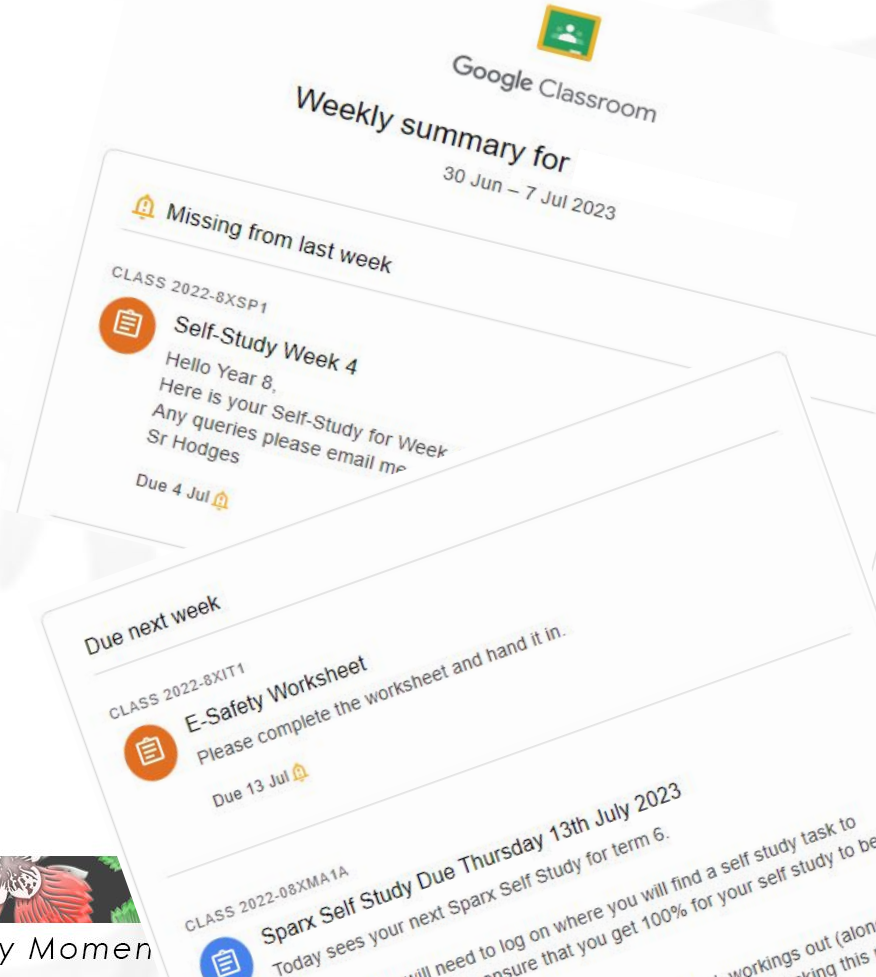 Google Classroom
Weekly summary for
30 Jun – 7 Jul 2023
Missing from last week
CLASS 2022-8XSP1
Self-Study Week 4
Hello Year 8,
Here is your Self-Study for Week
Any queries please email me
Sr Hodges
Due 4 Jul
Due next week
CLASS 2022-8XIT1
E-Safety Worksheet
Please complete the worksheet and hand it in.
Due 13 Jul
CLASS 2022-08XMA1A
Sparx Self Study Due Thursday 13th July 2023
Today sees your next Sparx Self Study for term 6.
will need to log on where you will find a self study task to
ensure that you get 100% for your self study to be
workings out (along
this
y Momen